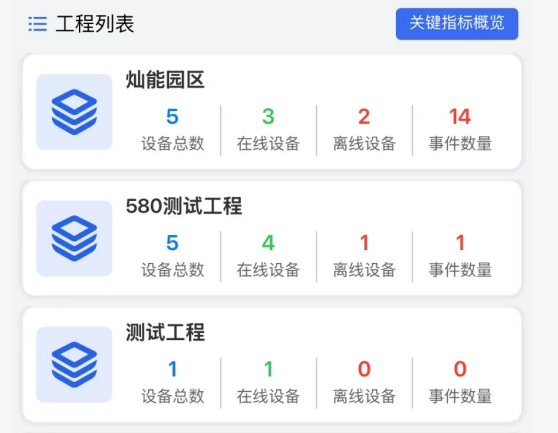 工程列表 关键指标概览
灿能园区
5 3 2 14
设备总数 在线设备 离线设备 事件数量
580测试工程
5 4 1 1
设备总数 在线设备 离线设备 事件数量
测试工程
1 1 0 0
设备总数 在线设备 离线设备 事件数量